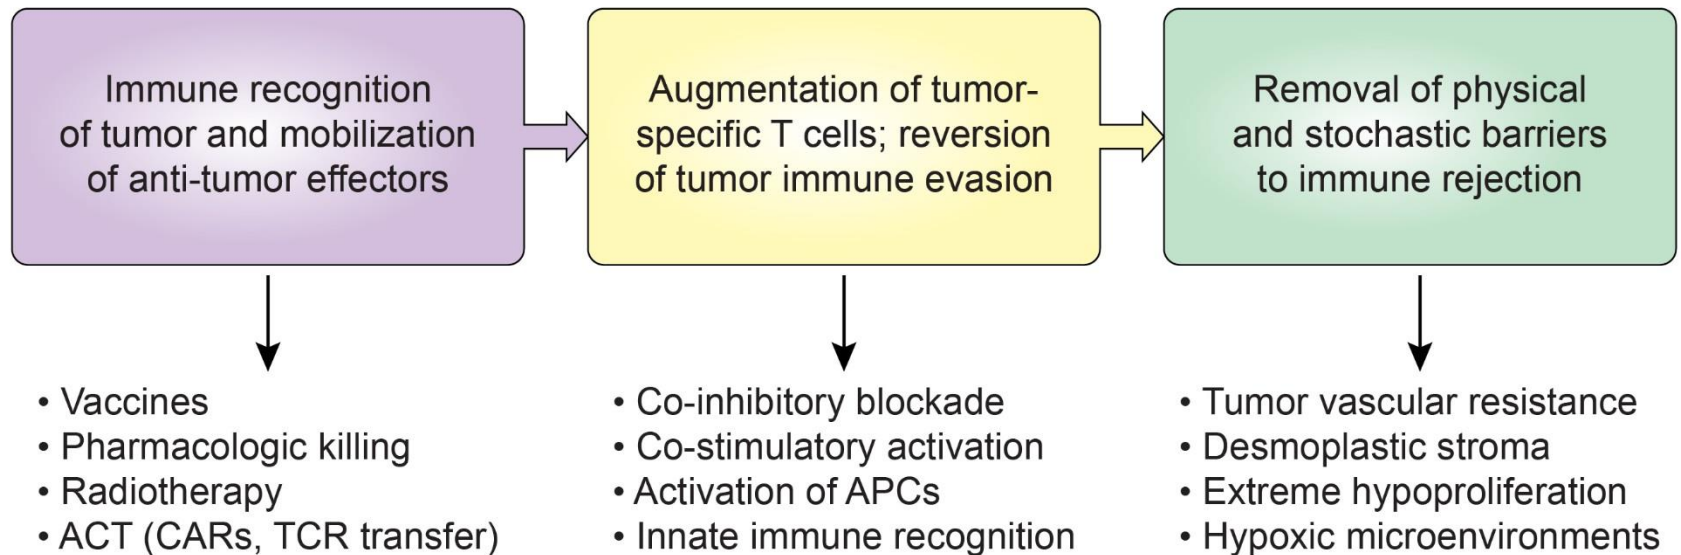 Immune recognition
of tumor and mobilization
of anti-tumor effectors
Augmentation of tumor-
specific T cells; reversion
of tumor immune evasion
Removal of physical
and stochastic barriers
to immune rejection
• Vaccines
• Pharmacologic killing
• Radiotherapy
• ACT (CARs, TCR transfer)
• Co-inhibitory blockade
• Co-stimulatory activation
• Activation of APCs
• Innate immune recognition
• Tumor vascular resistance
• Desmoplastic stroma
• Extreme hypoproliferation
• Hypoxic microenvironments